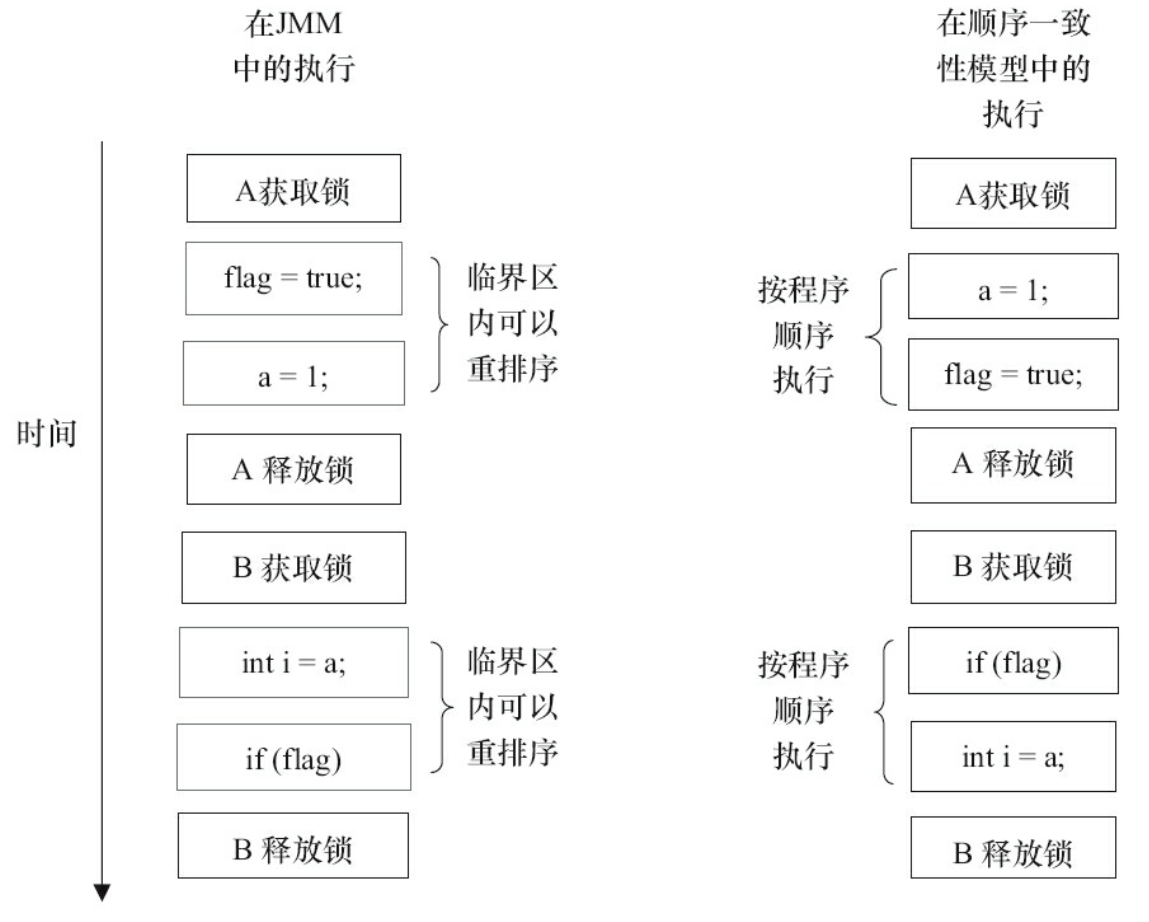 在JMM
中的执行
在顺序一致
性模型中的
执行
时间
A获取锁
flag = true;
a = 1;
临界区
内可以
重排序
A 释放锁
B 获取锁
int i = a;
if (flag)
临界区
内可以
重排序
B 释放锁
A获取锁
按程序
顺序
执行
a = 1;
flag = true;
A 释放锁
B 获取锁
按程序
顺序
执行
if (flag)
int i = a;
B 释放锁